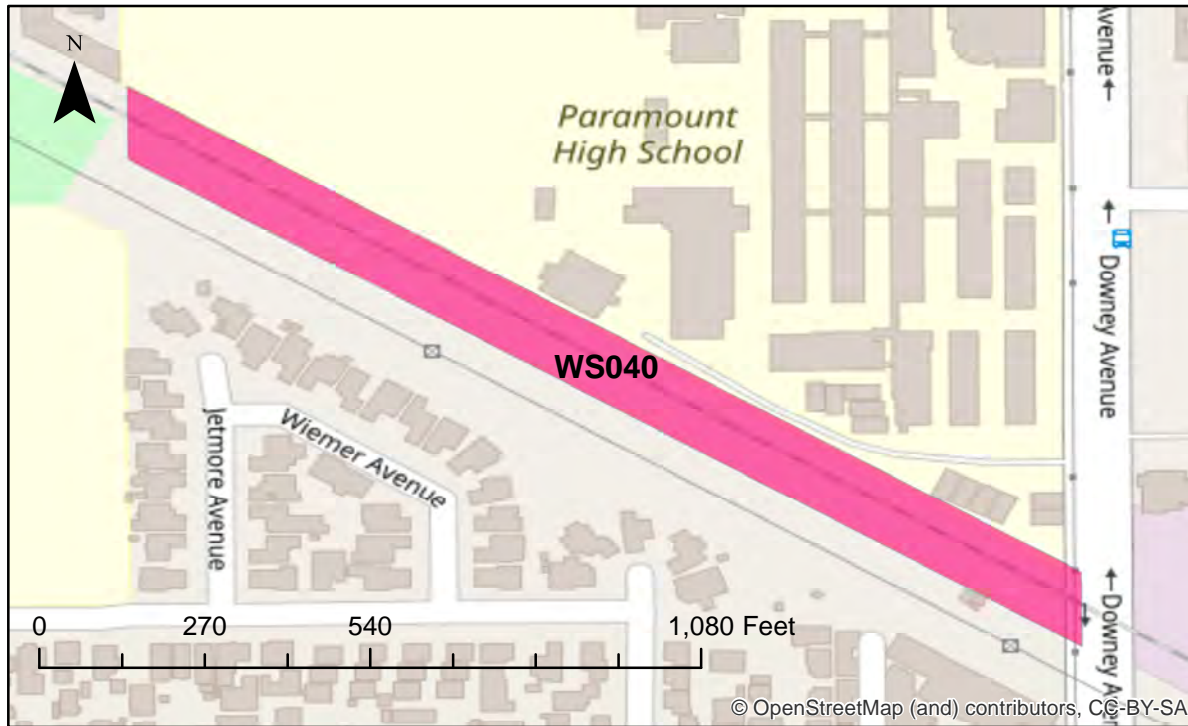 N
Avenue
Paramount
High School
Downey Avenue
WS040
Jetmore Avenue
Wiemer Avenue
Downey A
0 270 540 1,080 Feet
© OpenStreetMap (and) contributors, CC-BY-SA